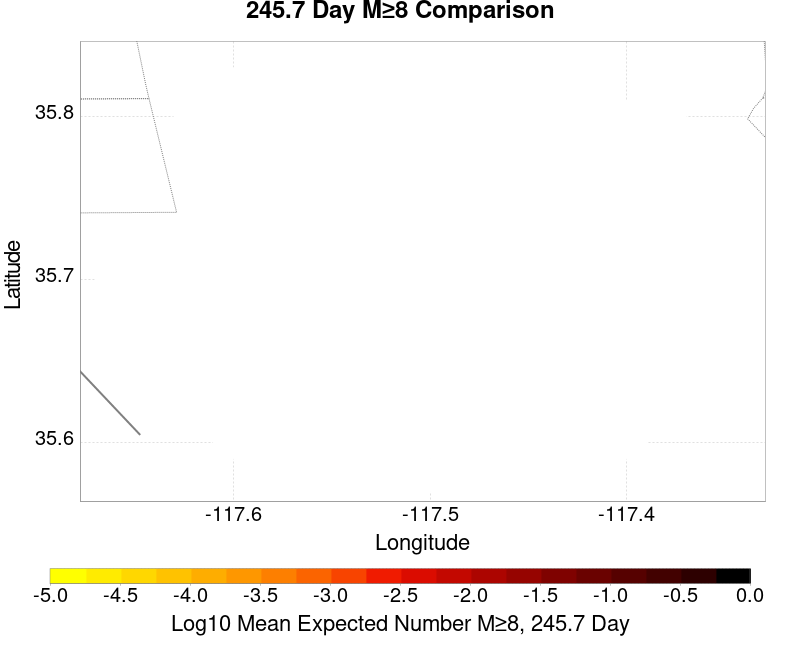 245.7 Day M≥8 Comparison
35.8
35.7
35.6
Latitude
-117.6 -117.5 -117.4
Longitude
-5.0 -4.5 -4.0 -3.5 -3.0 -2.5 -2.0 -1.5 -1.0 -0.5 0.0
Log10 Mean Expected Number M≥8, 245.7 Day